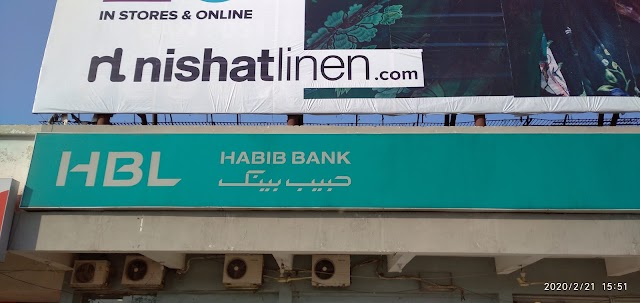 IN STORES & ONLINE
nishatlinen.com
HBL
HABIB BANK
حبیب بینک
2020/2/21 15:51